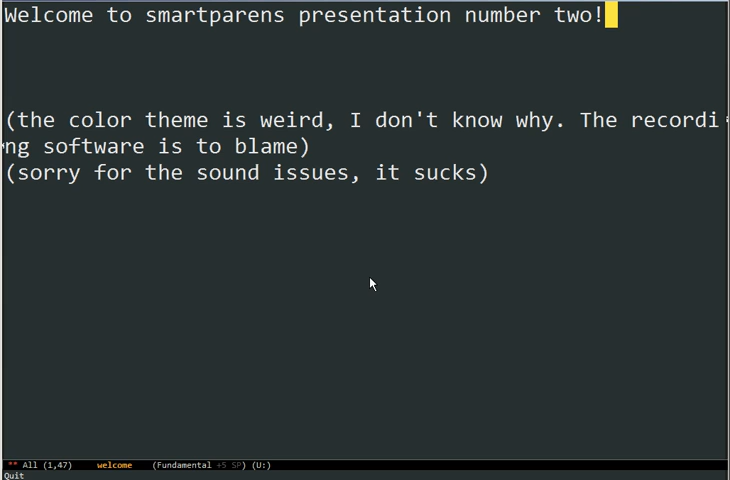 Welcome to smartparens presentation number two!
(the color theme is weird, I don't know why. The recordi
ng software is to blame)
(sorry for the sound issues, it sucks)
** All (1,47) welcome (Fundamental +5 SP) (U:)
Quit